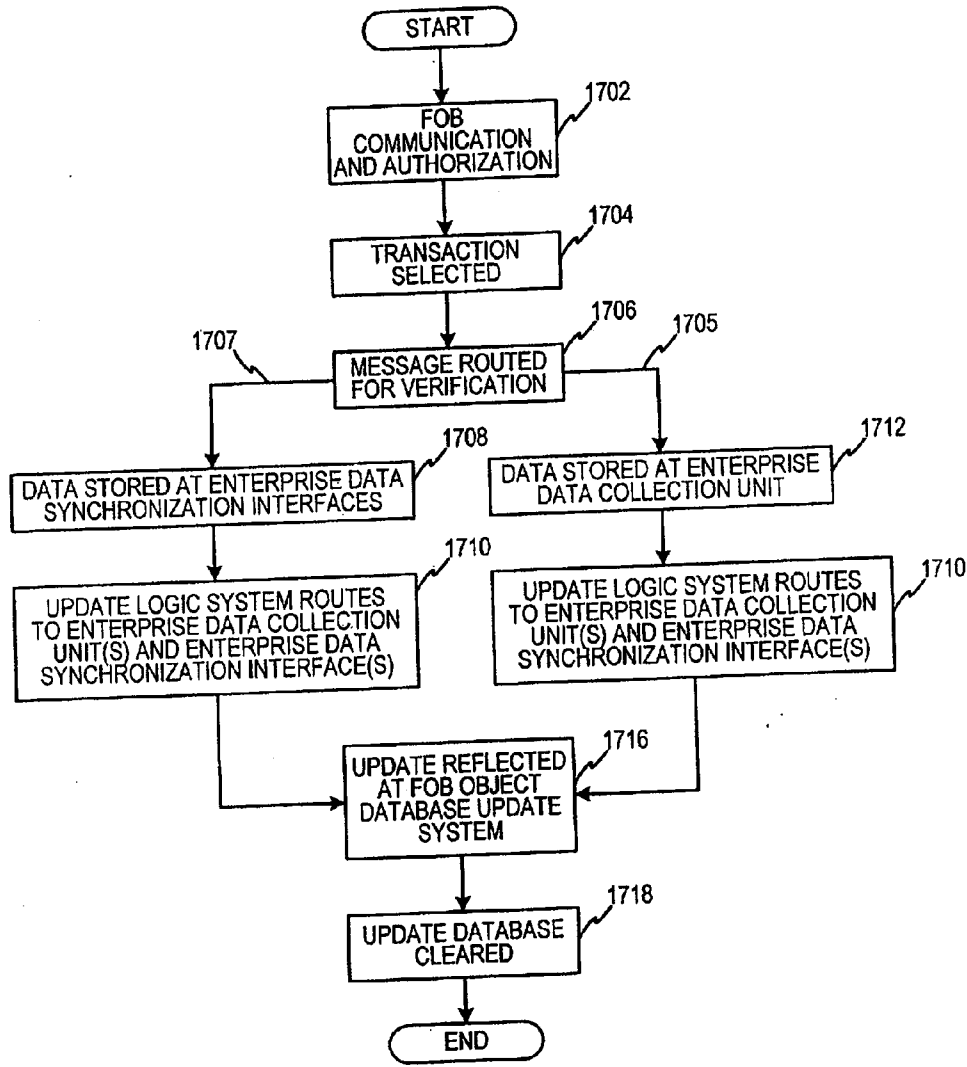 START
1702
FOB
COMMUNICATION
AND AUTHORIZATION
1704
TRANSACTION
SELECTED
1706
1705
1707
MESSAGE ROUTED
FOR VERIFICATION
1708
DATA STORED AT ENTERPRISE DATA
SYNCHRONIZATION INTERFACES
1712
DATA STORED AT ENTERPRISE
DATA COLLECTION UNIT
1710
UPDATE LOGIC SYSTEM ROUTES
TO ENTERPRISE DATA COLLECTION
UNIT(S) AND ENTERPRISE DATA
SYNCHRONIZATION INTERFACE(S)
1710
UPDATE LOGIC SYSTEM ROUTES
TO ENTERPRISE DATA COLLECTION
UNIT(S) AND ENTERPRISE DATA
SYNCHRONIZATION INTERFACE(S)
1716
UPDATE REFLECTED
AT FOB OBJECT
DATABASE UPDATE
SYSTEM
1718
UPDATE DATABASE
CLEARED
END